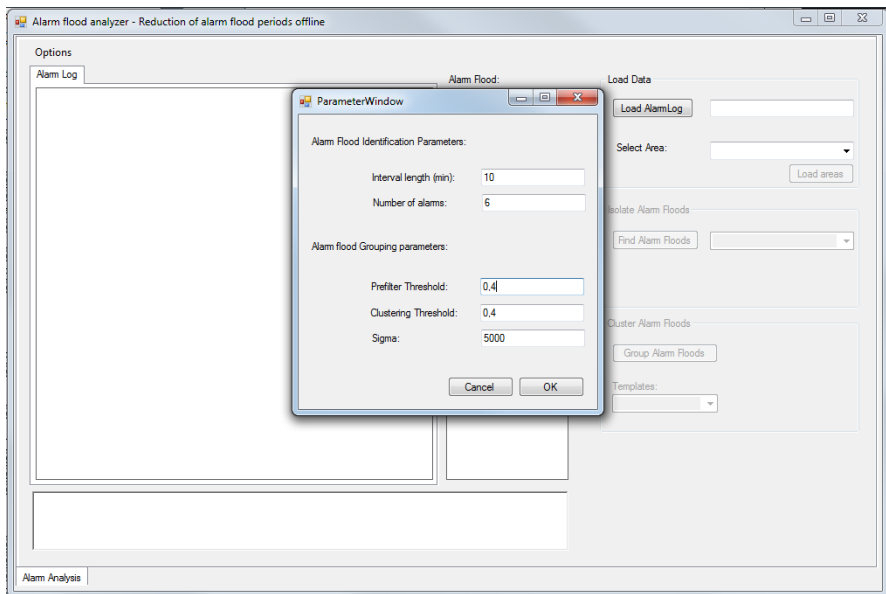 Alarm flood analyzer - Reduction of alarm flood periods offline
Options
Alarm Log
Alarm Flood:
Load Data
Load AlarmLog
Select Area:
Load areas
Isolate Alarm Floods
Find Alarm Floods
Cluster Alarm Floods
Group Alarm Floods
Templates:
ParameterWindow
Alarm Flood Identification Parameters:
Interval length (min): 10
Number of alarms: 6
Alarm flood Grouping parameters:
Prefilter Threshold: 0,4
Clustering Threshold: 0,4
Sigma: 5000
Cancel OK
Alarm Analysis